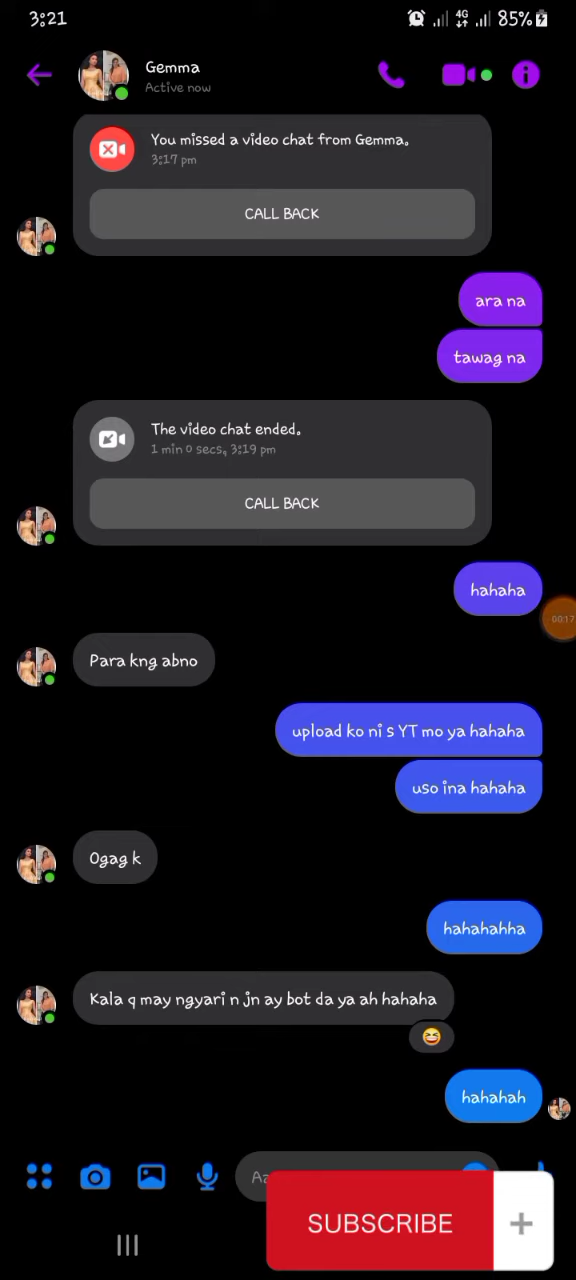 3:21
4G
85%
Gemma
Active now
You missed a video chat from Gemma.
3:17 pm
CALL BACK
ara na
tawag na
The video chat ended.
1 min 0 secs, 3:19 pm
CALL BACK
hahaha
00:17
Para kng abno
upload ko ni s YT mo ya hahaha
uso ina hahaha
Ogag k
hahahahha
Kala q may ngyari n jn ay bot da ya ah hahaha
hahahah
Aa
SUBSCRIBE +